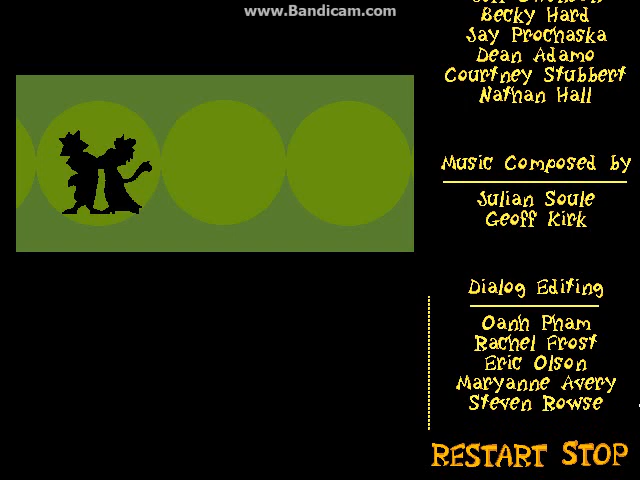 www.Bandicam.com
Becky Hard
Jay Prochaska
Dean Adamo
Courtney Stubbert
Nathan Hall
Music Composed by
Julian Soule
Geoff Kirk
Dialog Editing
Oanh Pham
Rachel Frost
Eric Olson
Maryanne Avery
Steven Rowse
RESTART STOP